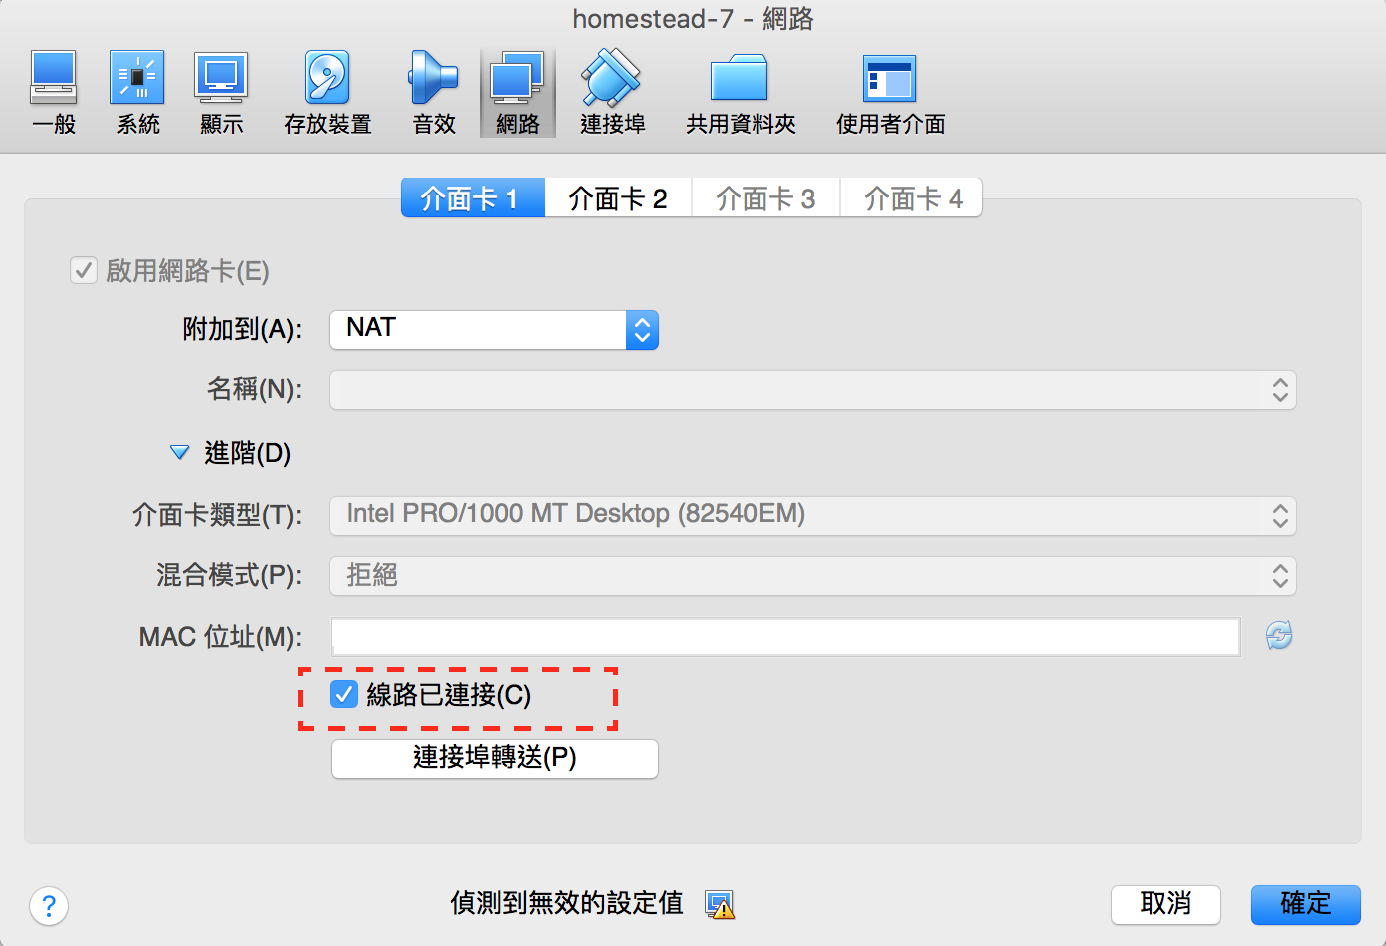 homestead-7 - 網路
一般 系統 顯示 存放裝置 音效 網路 連接埠 共用資料夾 使用者介面
介面卡 1 介面卡 2 介面卡 3 介面卡 4
啟用網路卡(E)
附加到(A): NAT
名稱(N):
進階(D)
介面卡類型(T): Intel PRO/1000 MT Desktop (82540EM)
混合模式(P): 拒絕
MAC 位址(M):
線路已連接(C)
連接埠轉送(P)
? 偵測到無效的設定值 取消 確定